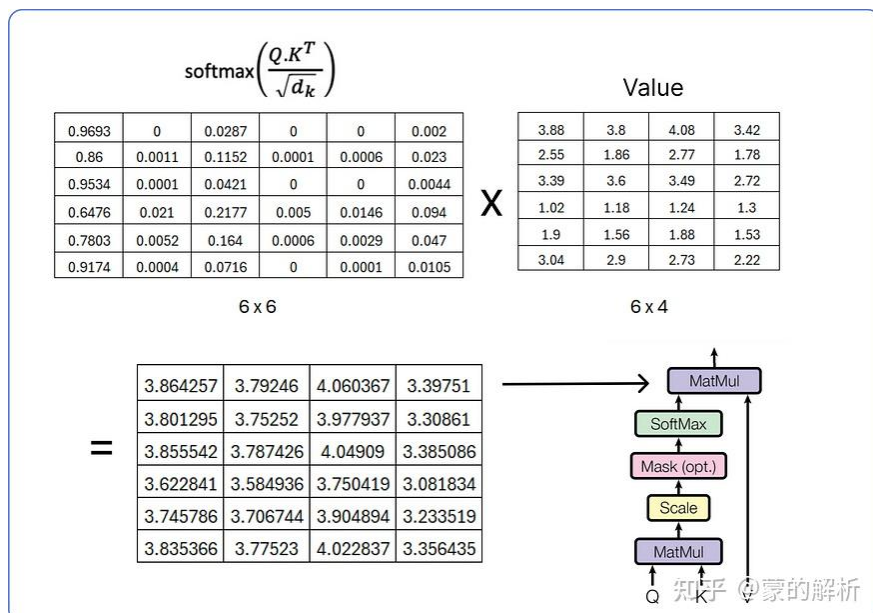 softmax(Q.K^T / √d_k)
Value
0.9693 0 0.0287 0 0 0.002
0.86 0.0011 0.1152 0.0001 0.0006 0.023
0.9534 0.0001 0.0421 0 0 0.0044
0.6476 0.021 0.2177 0.005 0.0146 0.094
0.7803 0.0052 0.164 0.0006 0.0029 0.047
0.9174 0.0004 0.0716 0 0.0001 0.0105
6 x 6
X
3.88 3.8 4.08 3.42
2.55 1.86 2.77 1.78
3.39 3.6 3.49 2.72
1.02 1.18 1.24 1.3
1.9 1.56 1.88 1.53
3.04 2.9 2.73 2.22
6 x 4
=
3.864257 3.79246 4.060367 3.39751
3.801295 3.75252 3.977937 3.30861
3.855542 3.787426 4.04909 3.385086
3.622841 3.584936 3.750419 3.081834
3.745786 3.706744 3.904894 3.233519
3.835366 3.77523 4.022837 3.356435
MatMul
SoftMax
Mask (opt.)
Scale
MatMul
Q K V
知乎 @蒙的解析